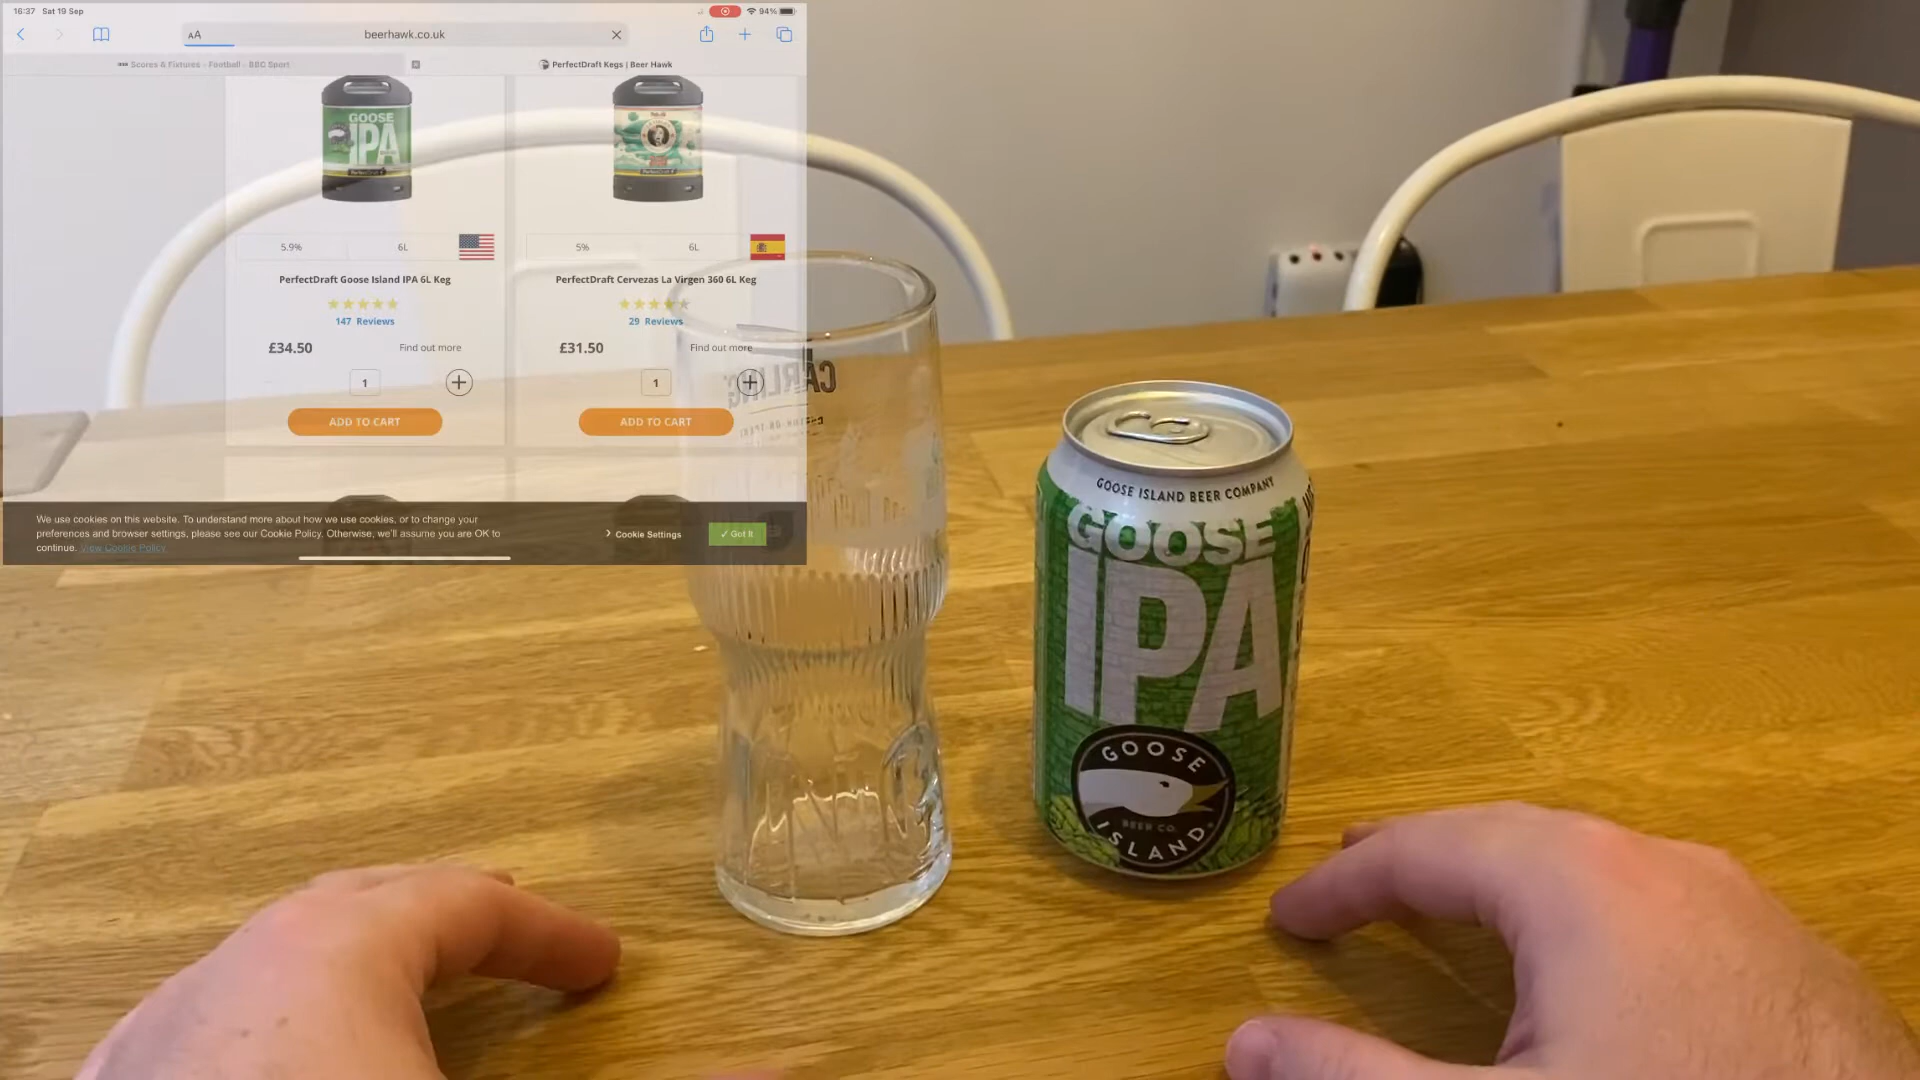 16:37 Sat 19 Sep
94%
AA
beerhawk.co.uk
Scores & Fixtures - Football - BBC Sport
PerfectDraft Kegs | Beer Hawk
GOOSE
IPA
5.9%
6L
5%
6L
PerfectDraft Goose Island IPA 6L Keg
PerfectDraft Cervezas La Virgen 360 6L Keg
147 Reviews
29 Reviews
£34.50
Find out more
£31.50
Find out more
1
1
ADD TO CART
ADD TO CART
We use cookies on this website. To understand more about how we use cookies, or to change your
preferences and browser settings, please see our Cookie Policy. Otherwise, we'll assume you are OK to
continue. View Cookie Policy
Cookie Settings
✓ Got It
CARLING
GOOSE ISLAND BEER COMPANY
GOOSE
IPA
GOOSE
BEER CO.
ISLAND